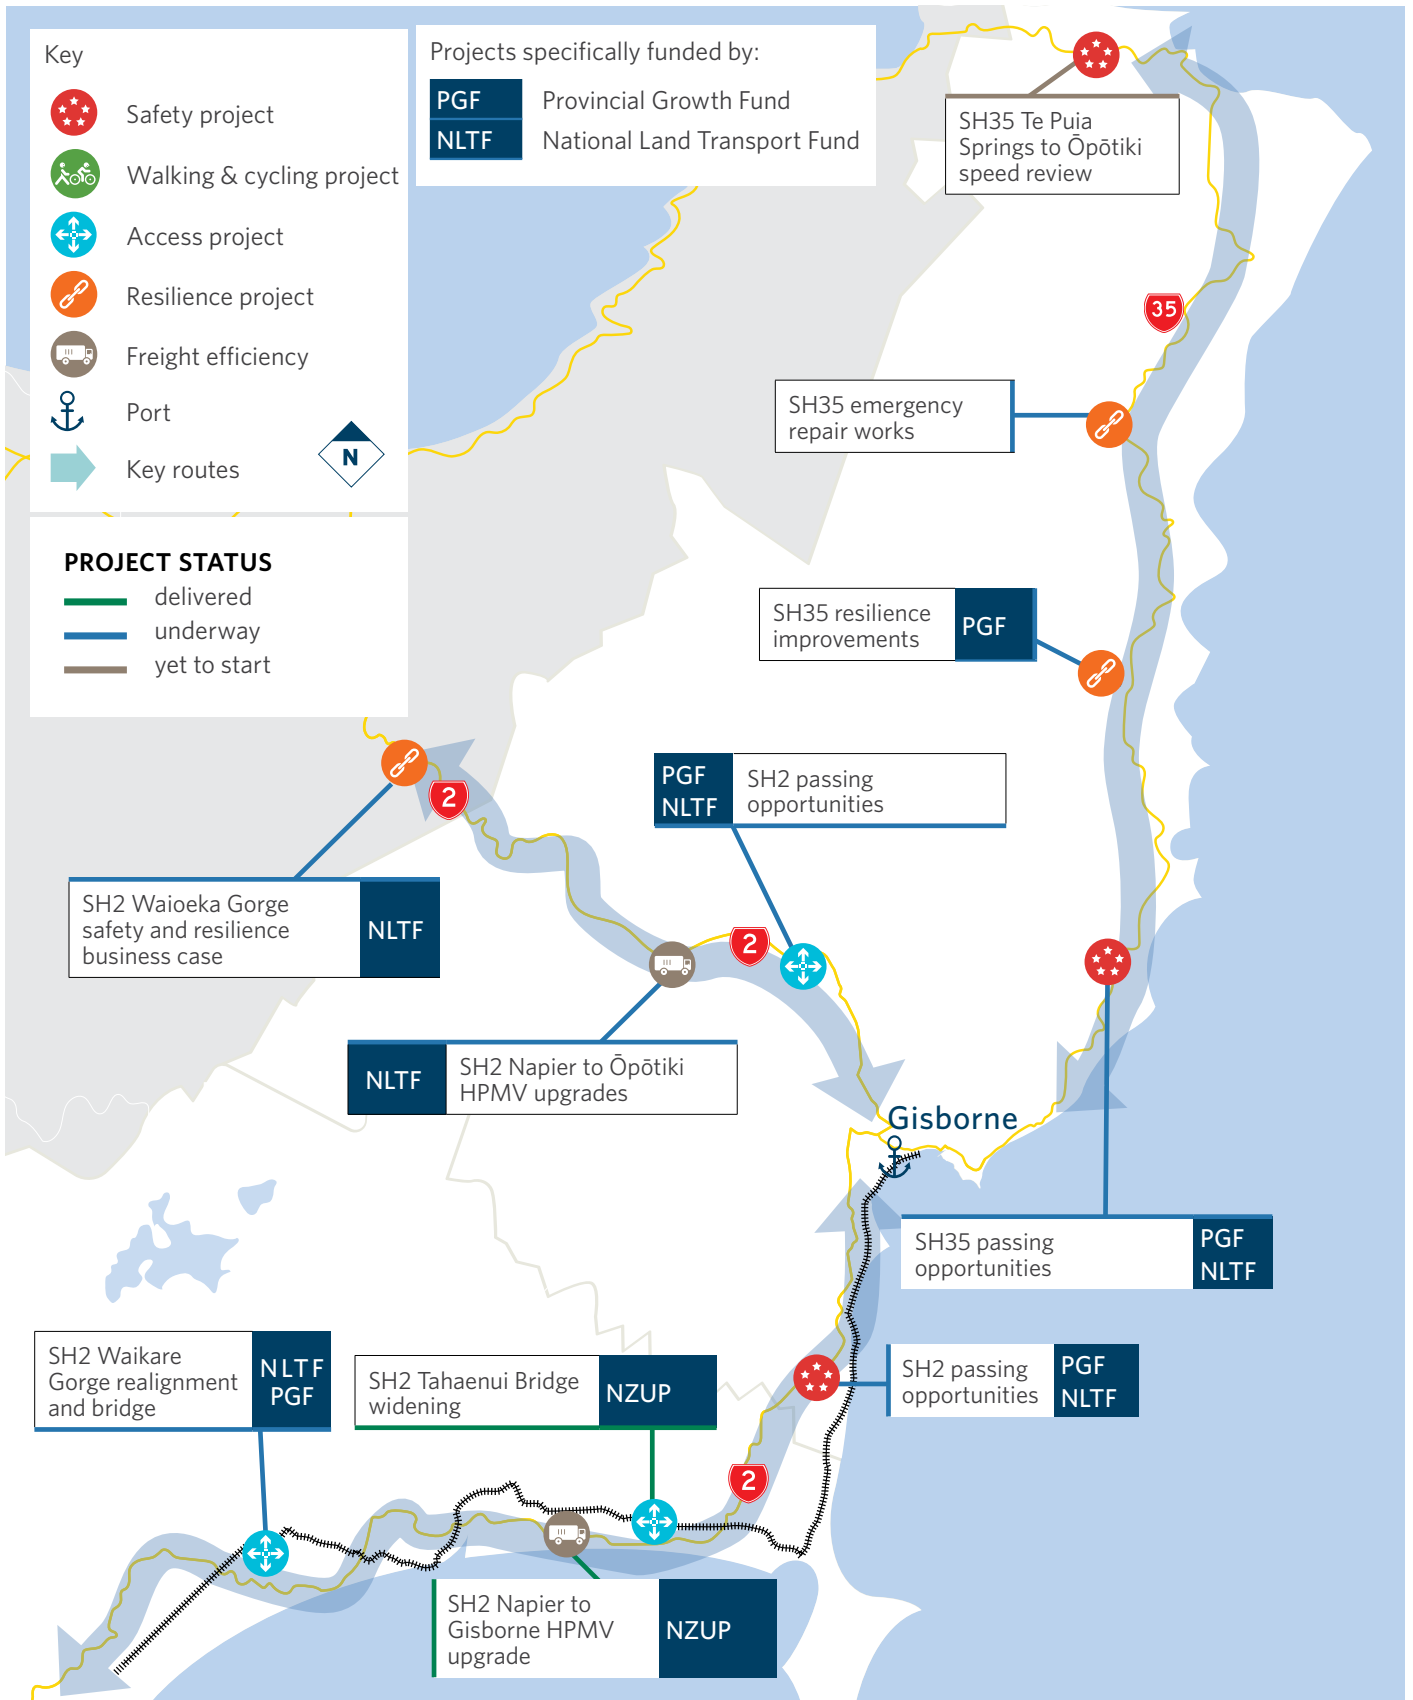 Key
Safety project
Walking & cycling project
Access project
Resilience project
Freight efficiency
Port
Key routes
N
PROJECT STATUS
delivered
underway
yet to start
Projects specifically funded by:
PGF Provincial Growth Fund
NLTF National Land Transport Fund
SH35 Te Puia
Springs to Ōpōtiki
speed review
35
SH35 emergency
repair works
SH35 resilience
improvements
PGF
2
PGF
NLTF
SH2 passing
opportunities
SH2 Waioeka Gorge
safety and resilience
business case
NLTF
2
NLTF
SH2 Napier to Ōpōtiki
HPMV upgrades
Gisborne
SH35 passing
opportunities
PGF
NLTF
SH2 Waikare
Gorge realignment
and bridge
NLTF
PGF
SH2 Tahaenui Bridge
widening
NZUP
SH2 passing
opportunities
PGF
NLTF
2
SH2 Napier to
Gisborne HPMV
upgrade
NZUP